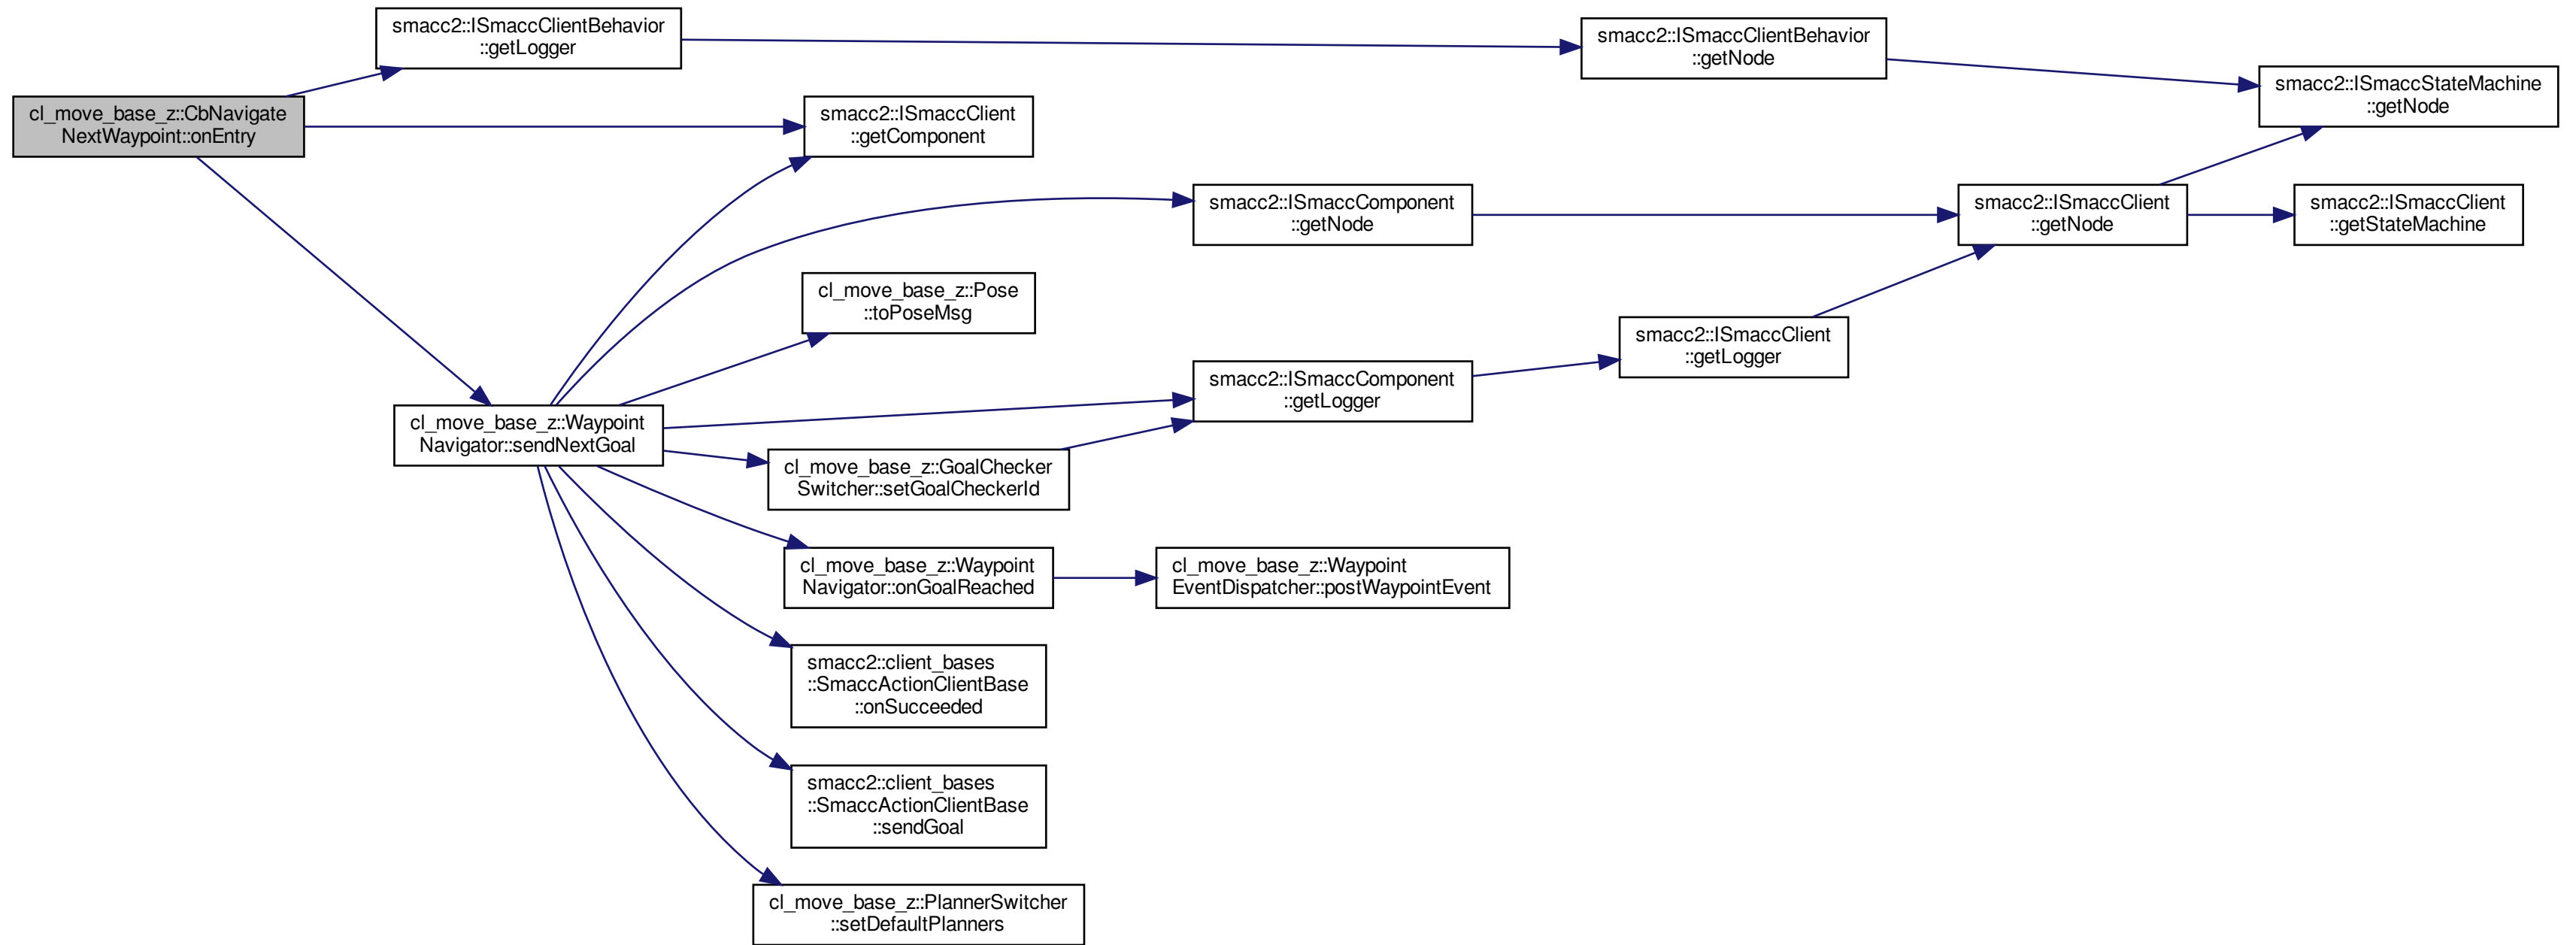 smacc2::ISmaccClientBehavior
::getLogger
smacc2::ISmaccClientBehavior
::getNode
smacc2::ISmaccStateMachine
::getNode
cl_move_base_z::CbNavigate
NextWaypoint::onEntry
smacc2::ISmaccClient
::getComponent
smacc2::ISmaccComponent
::getNode
smacc2::ISmaccClient
::getNode
smacc2::ISmaccClient
::getStateMachine
cl_move_base_z::Pose
::toPoseMsg
smacc2::ISmaccClient
::getLogger
smacc2::ISmaccComponent
::getLogger
cl_move_base_z::Waypoint
Navigator::sendNextGoal
cl_move_base_z::GoalChecker
Switcher::setGoalCheckerId
cl_move_base_z::Waypoint
Navigator::onGoalReached
cl_move_base_z::Waypoint
EventDispatcher::postWaypointEvent
smacc2::client_bases
::SmaccActionClientBase
::onSucceeded
smacc2::client_bases
::SmaccActionClientBase
::sendGoal
cl_move_base_z::PlannerSwitcher
::setDefaultPlanners